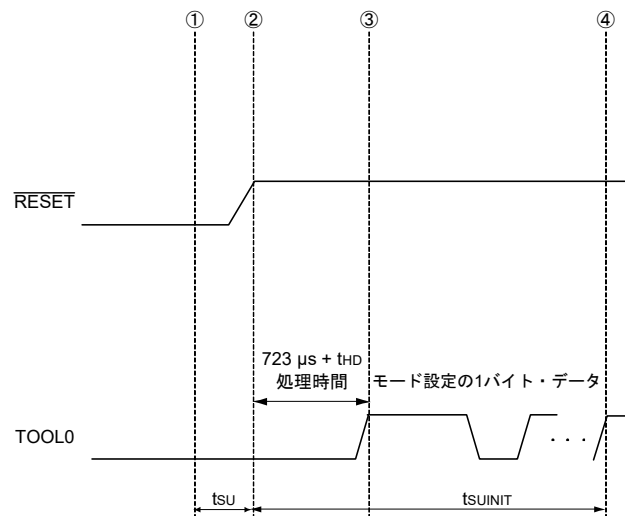 ① ② ③ ④
RESET
723 µs + tHD
処理時間
モード設定の1バイト・データ
TOOL0
. . .
tSU
tSUINIT